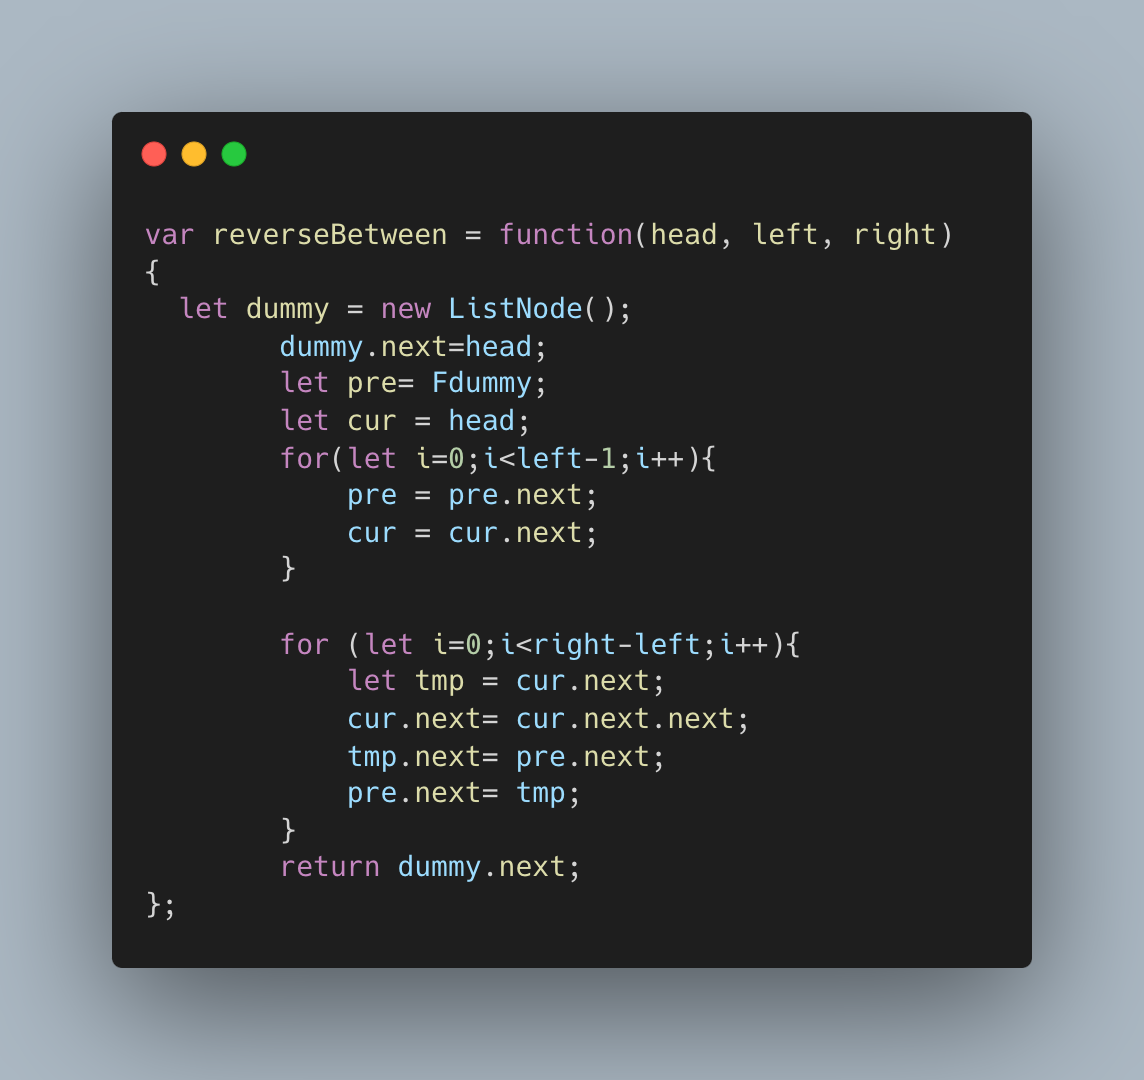 var reverseBetween = function(head, left, right)
{
  let dummy = new ListNode();
        dummy.next=head;
        let pre= Fdummy;
        let cur = head;
        for(let i=0;i<left-1;i++){
            pre = pre.next;
            cur = cur.next;
        }

        for (let i=0;i<right-left;i++){
            let tmp = cur.next;
            cur.next= cur.next.next;
            tmp.next= pre.next;
            pre.next= tmp;
        }
        return dummy.next;
};